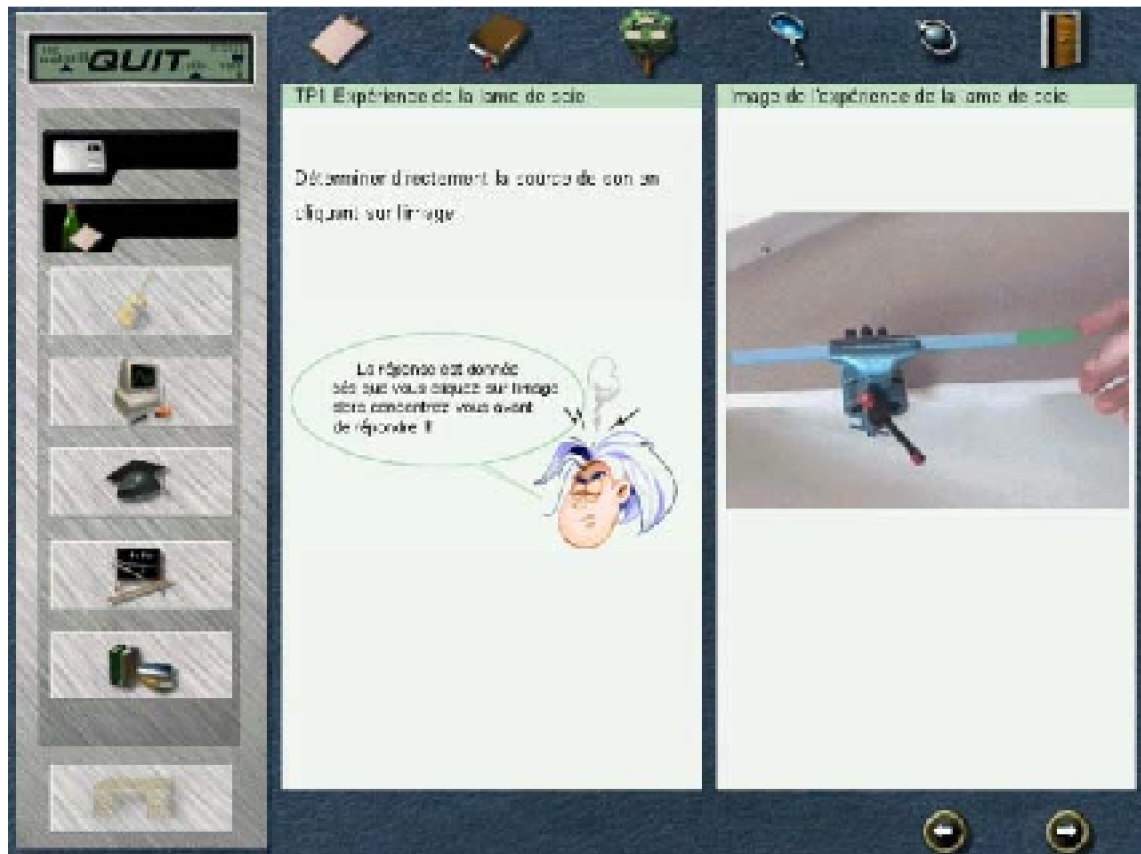 QUIT
TP1 Expérience de la lame de scie
Image de l'expérience de la lame de scie
Déterminer directement la source de son en
cliquant sur l'image
La réponse est donnée
dès que vous cliquez sur l'image
alors concentrez vous avant
de répondre !!